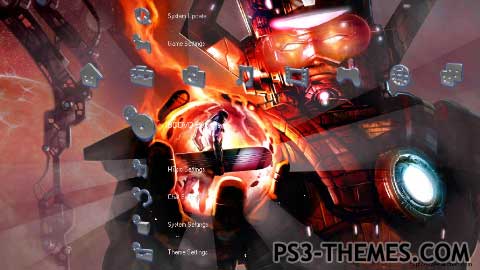 System Update
Game Settings
Music Settings
Chat Settings
System Settings
Theme Settings
PS3-THEMES.COM